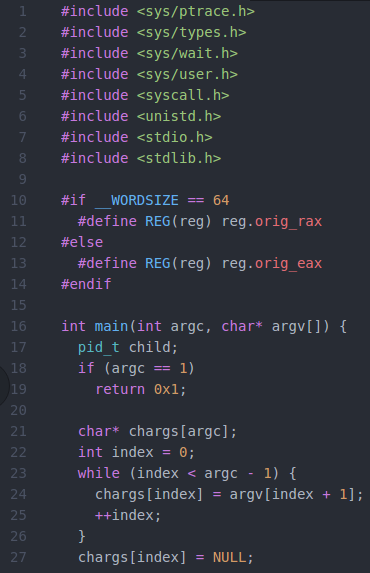 1 #include <sys/ptrace.h>
2 #include <sys/types.h>
3 #include <sys/wait.h>
4 #include <sys/user.h>
5 #include <syscall.h>
6 #include <unistd.h>
7 #include <stdio.h>
8 #include <stdlib.h>
9
10 #if __WORDSIZE == 64
11   #define REG(reg) reg.orig_rax
12 #else
13   #define REG(reg) reg.orig_eax
14 #endif
15
16 int main(int argc, char* argv[]) {
17   pid_t child;
18   if (argc == 1)
19     return 0x1;
20
21   char* chargs[argc];
22   int index = 0;
23   while (index < argc - 1) {
24     chargs[index] = argv[index + 1];
25     ++index;
26   }
27   chargs[index] = NULL;